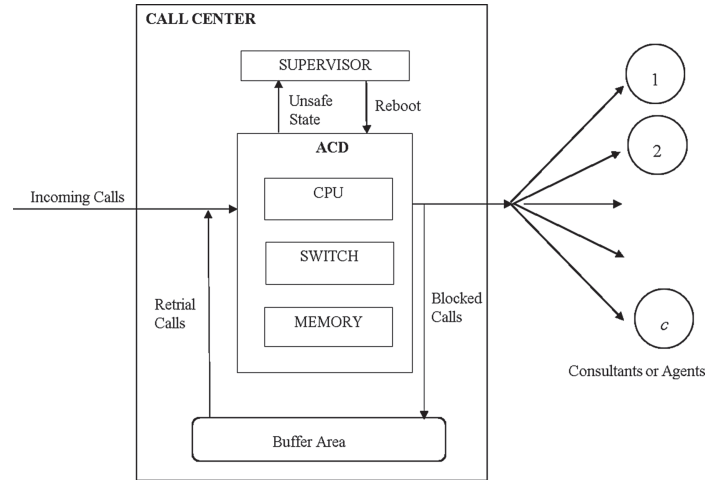 CALL CENTER
SUPERVISOR
Unsafe
State
Reboot
ACD
CPU
SWITCH
MEMORY
Incoming Calls
Retrial
Calls
Blocked
Calls
Buffer Area
1
2
c
Consultants or Agents